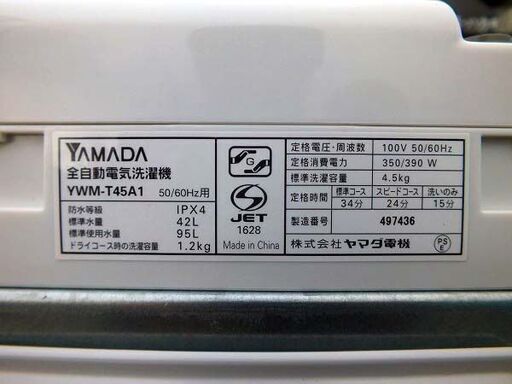 YAMADA
全自動電気洗濯機
YWM-T45A1 50/60Hz用
防水等級 IPX4
標準水量 42L
標準使用水量 95L
ドライコース時の洗濯容量 1.2kg
G
S
JET
1628
Made in China
定格電圧・周波数 100V 50/60Hz
定格消費電力 350/390 W
標準洗濯容量 4.5kg
定格時間 標準コース スピードコース 洗いのみ
34分 24分 15分
製造番号 497436
株式会社 ヤマダ電機
PS
E